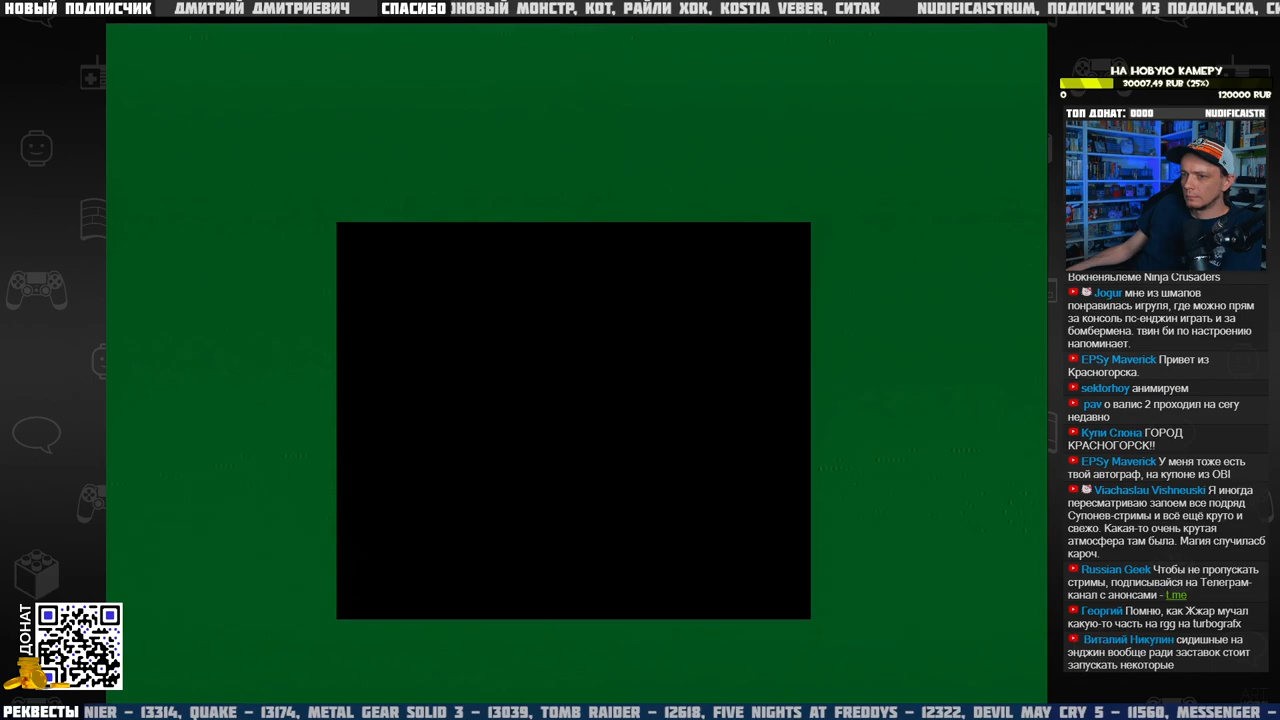 НОВЫЙ ПОДПИСЧИК ДМИТРИЙ ДМИТРИЕВИЧ СПАСИБО НОВЫЙ МОНСТР, КОТ, РАЙЛИ ХОК, KOSTIA VEBER, СИТАК NUDIFICAISTRUM, ПОДПИСЧИК ИЗ ПОДОЛЬСКА,
НА НОВУЮ КАМЕРУ
30007,49 RUB (25%)
0 120000 RUB
ТОП ДОНАТ: 0000 NUDIFICAISTR
Вокненяьлеме Ninja Crusaders
Jogur мне из шмапов
понравилась игруля, где можно прям
за консоль пс-енджин играть и за
бомбермена. твин би по настроению
напоминает.
EPSy Maverick Привет из
Красногорска.
sektorhoy анимируем
pav о валис 2 проходил на сегу
недавно
Купи Слона ГОРОД
КРАСНОГОРСК!!
EPSy Maverick У меня тоже есть
твой автограф, на купоне из OBI
Viachaslau Vishneuski Я иногда
пересматриваю запоем все подряд
Супонев-стримы и всё ещё круто и
свежо. Какая-то очень крутая
атмосфера там была. Магия случиласб
кароч.
Russian Geek Чтобы не пропускать
стримы, подписывайся на Телеграм-
канал с анонсами - t.me
Георгий Помню, как Жжар мучал
какую-то часть на rgg на turbografx
Виталий Никулин сидишные на
энджин вообще ради заставок стоит
запускать некоторые
ДОНАТ
РЕКВЕСТЫ NIER – 13314, QUAKE – 13174, METAL GEAR SOLID 3 – 13039, TOMB RAIDER – 12618, FIVE NIGHTS AT FREDDYS – 12322, DEVIL MAY CRY 5 – 11560, MESSENGER –